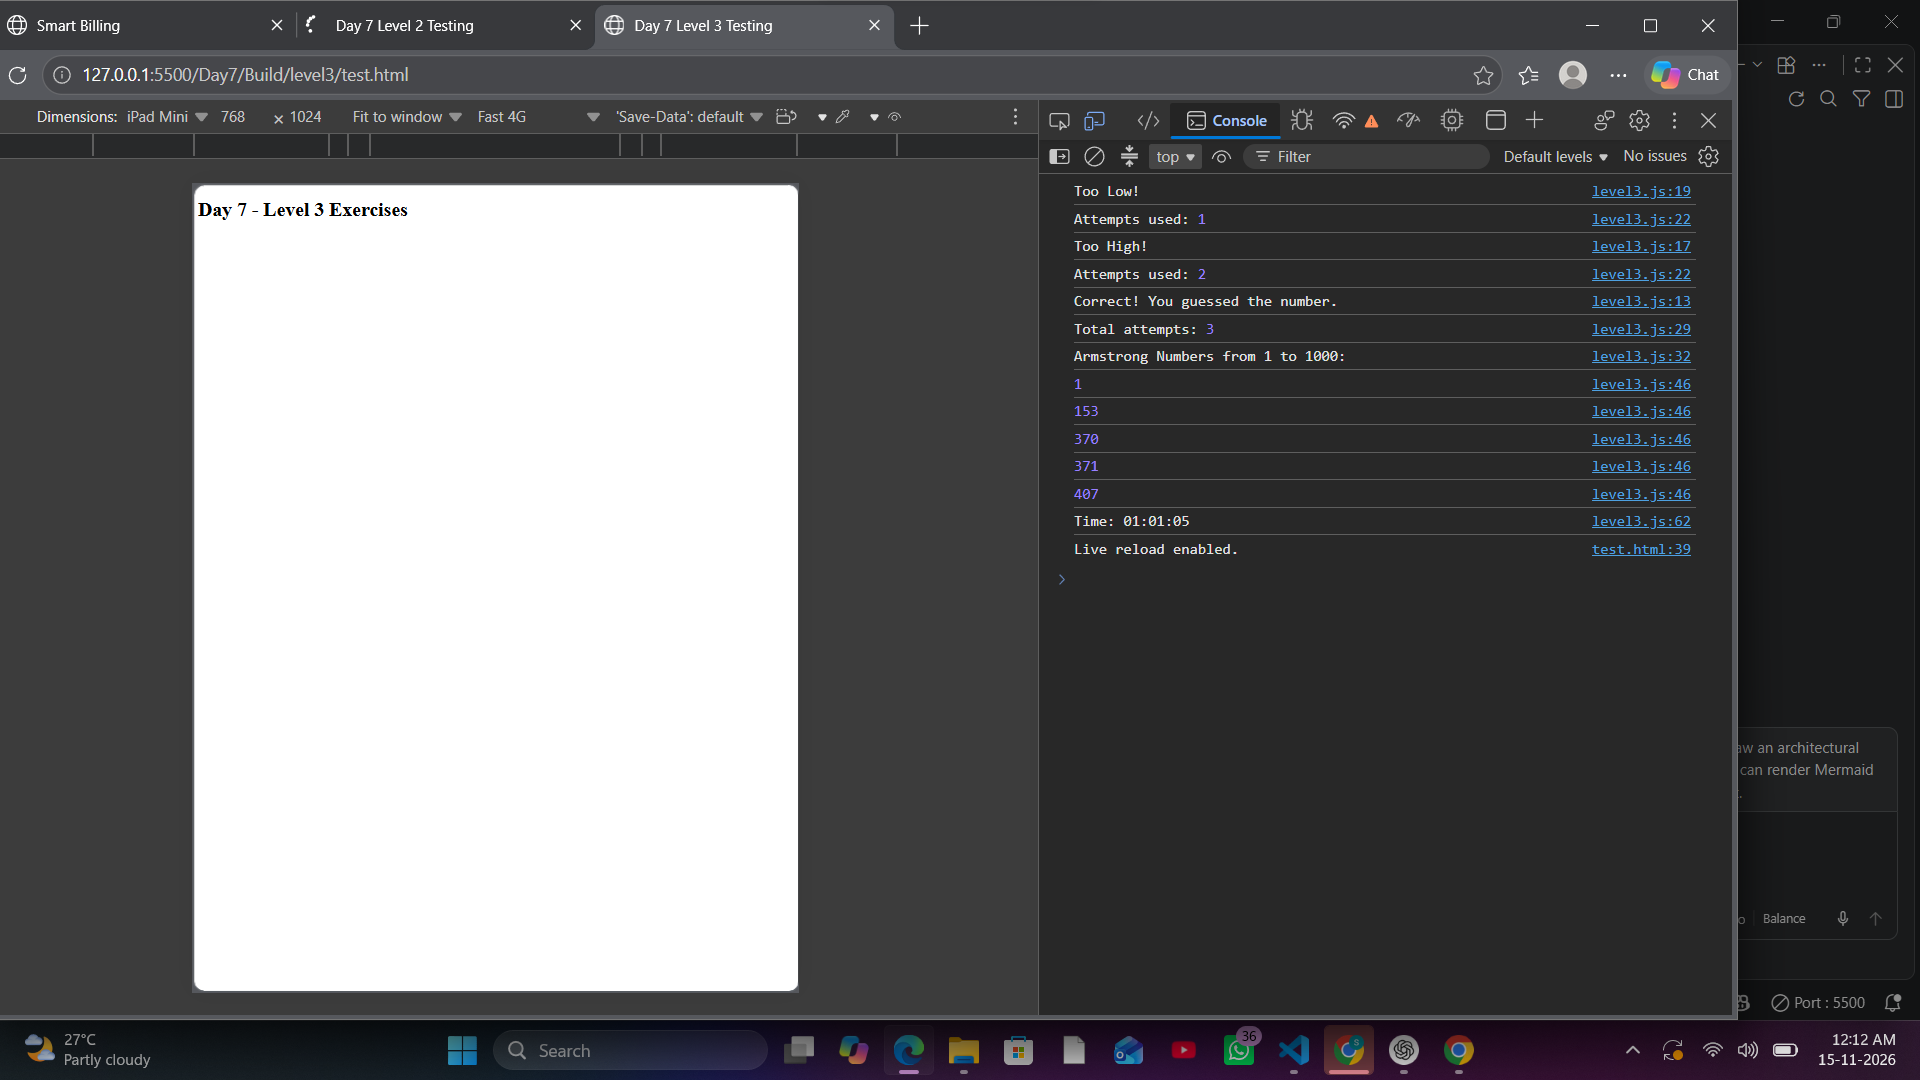 Smart Billing
Day 7 Level 2 Testing
Day 7 Level 3 Testing
127.0.0.1:5500/Day7/Build/level3/test.html
Chat
Dimensions: iPad Mini 768 × 1024 Fit to window Fast 4G 'Save-Data': default
Console
top Filter Default levels No issues
Day 7 - Level 3 Exercises
Too Low! level3.js:19
Attempts used: 1 level3.js:22
Too High! level3.js:17
Attempts used: 2 level3.js:22
Correct! You guessed the number. level3.js:13
Total attempts: 3 level3.js:29
Armstrong Numbers from 1 to 1000: level3.js:32
1 level3.js:46
153 level3.js:46
370 level3.js:46
371 level3.js:46
407 level3.js:46
Time: 01:01:05 level3.js:62
Live reload enabled. test.html:39
aw an architectural
can render Mermaid
Balance
Port : 5500
27°C
Partly cloudy
Search
36
12:12 AM
15-11-2026